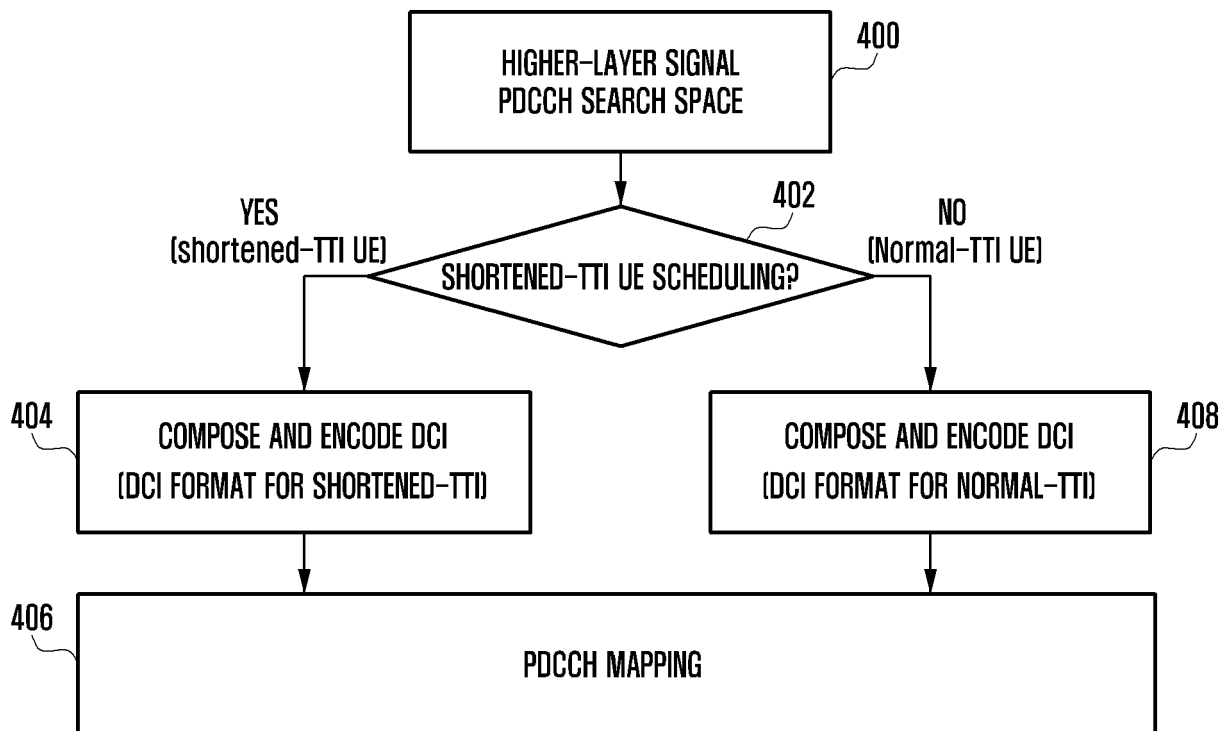 HIGHER-LAYER SIGNAL
PDCCH SEARCH SPACE
400
402
YES
(shortened-TTI UE)
NO
(Normal-TTI UE)
SHORTENED-TTI UE SCHEDULING?
404
COMPOSE AND ENCODE DCI
(DCI FORMAT FOR SHORTENED-TTI)
COMPOSE AND ENCODE DCI
(DCI FORMAT FOR NORMAL-TTI)
408
406
PDCCH MAPPING